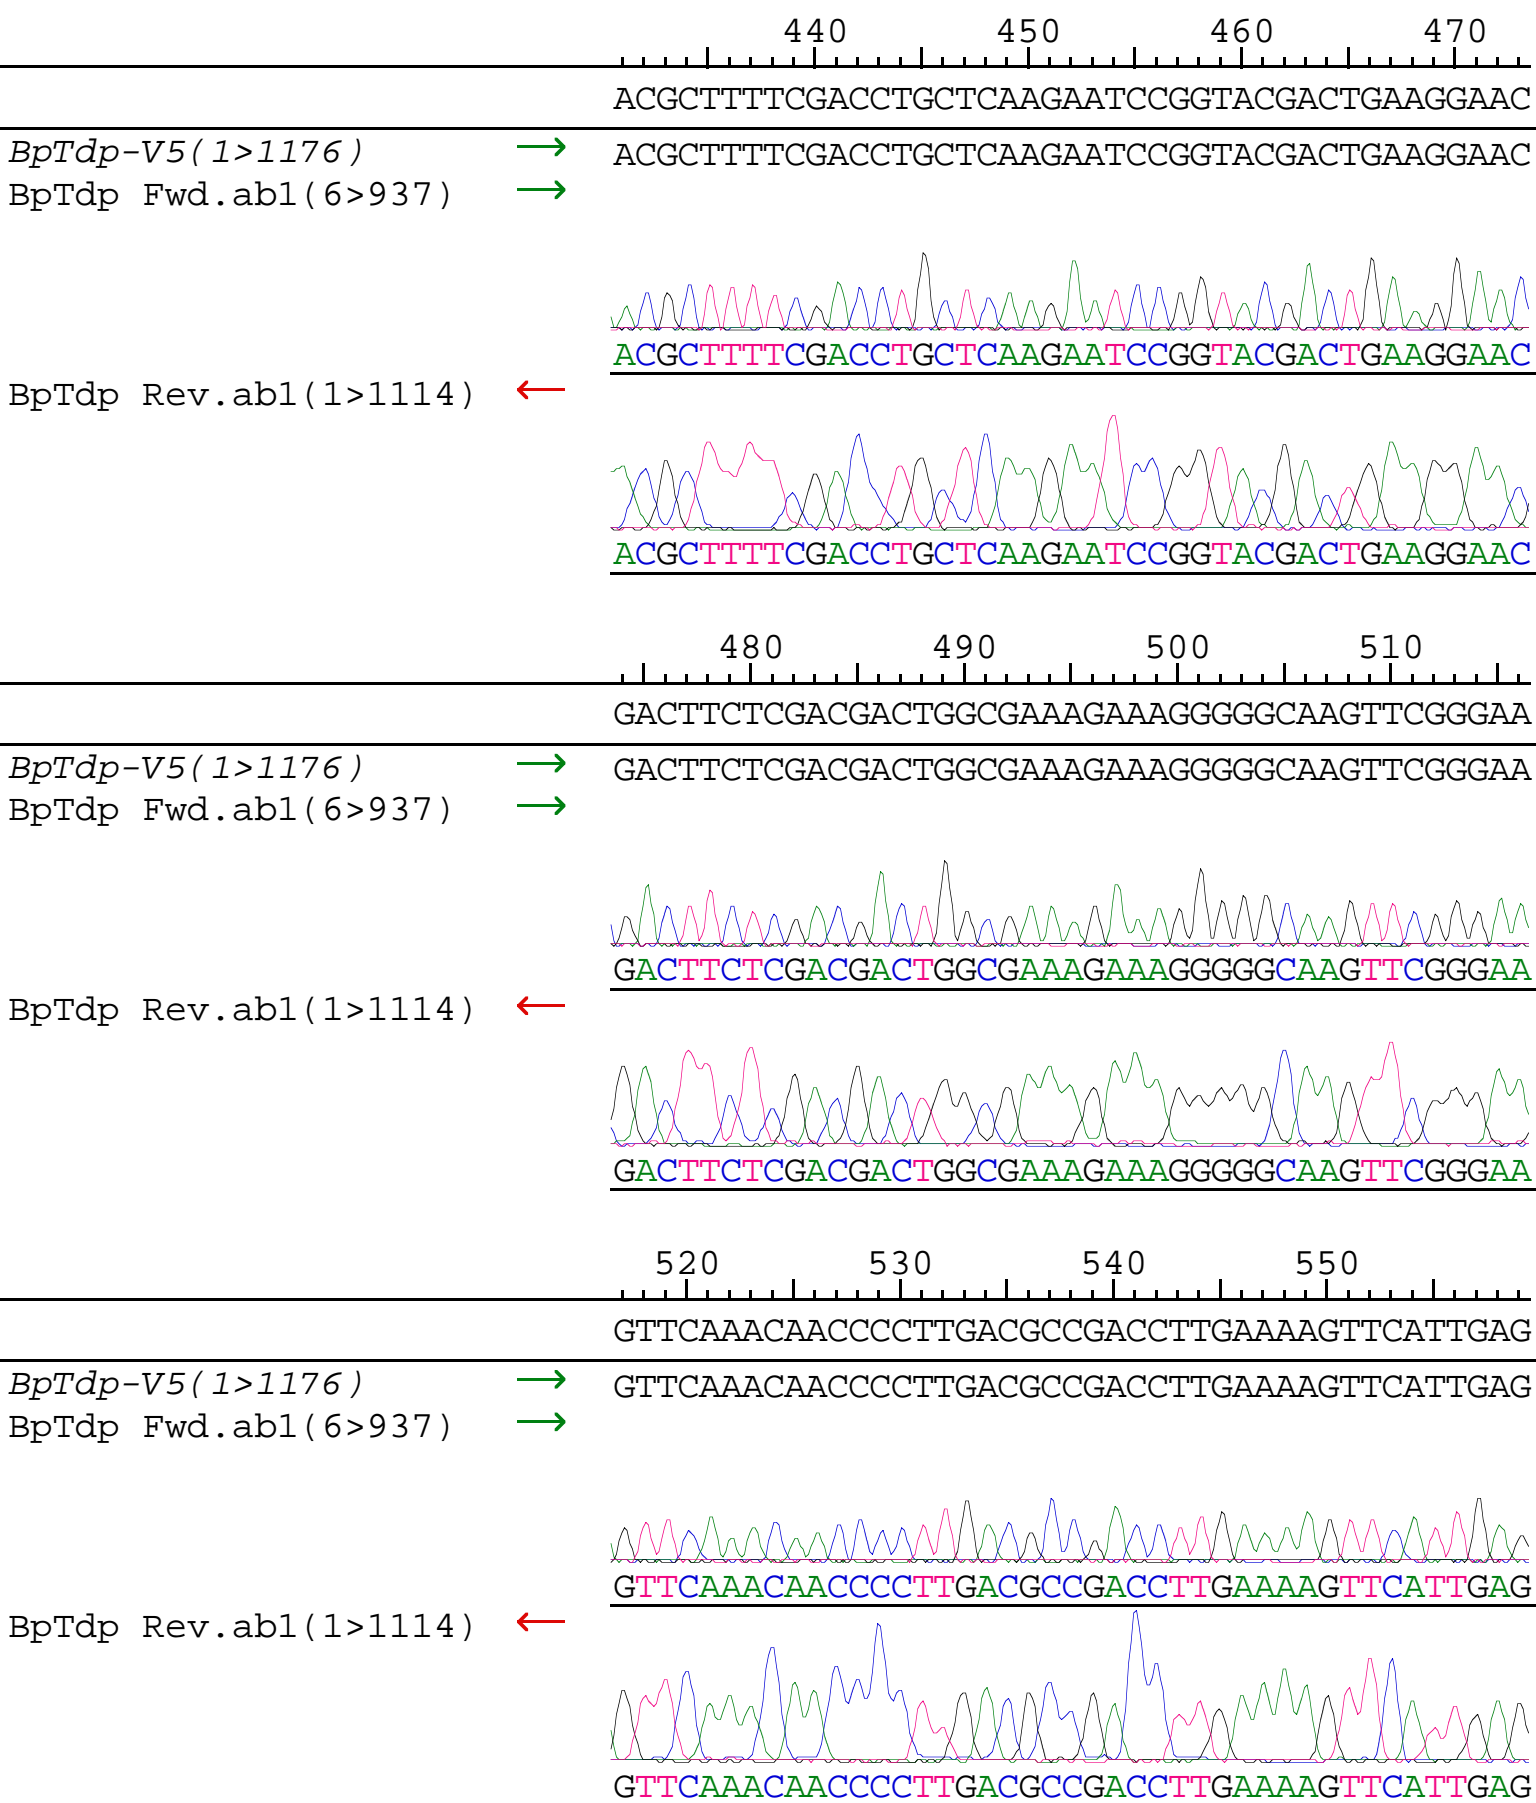 440 450 460 470
ACGCTTTTCGACCTGCTCAAGAATCCGGTACGACTGAAGGAAC
BpTdp-V5(1>1176) → ACGCTTTTCGACCTGCTCAAGAATCCGGTACGACTGAAGGAAC
BpTdp Fwd.ab1(6>937) →
ACGCTTTTCGACCTGCTCAAGAATCCGGTACGACTGAAGGAAC
BpTdp Rev.ab1(1>1114) ←
ACGCTTTTCGACCTGCTCAAGAATCCGGTACGACTGAAGGAAC
480 490 500 510
GACTTCTCGACGACTGGCGAAAGAAAGGGGGCAAGTTCGGGAA
BpTdp-V5(1>1176) → GACTTCTCGACGACTGGCGAAAGAAAGGGGGCAAGTTCGGGAA
BpTdp Fwd.ab1(6>937) →
GACTTCTCGACGACTGGCGAAAGAAAGGGGGCAAGTTCGGGAA
BpTdp Rev.ab1(1>1114) ←
GACTTCTCGACGACTGGCGAAAGAAAGGGGGCAAGTTCGGGAA
520 530 540 550
GTTCAAACAACCCCTTGACGCCGACCTTGAAAAGTTCATTGAG
BpTdp-V5(1>1176) → GTTCAAACAACCCCTTGACGCCGACCTTGAAAAGTTCATTGAG
BpTdp Fwd.ab1(6>937) →
GTTCAAACAACCCCTTGACGCCGACCTTGAAAAGTTCATTGAG
BpTdp Rev.ab1(1>1114) ←
GTTCAAACAACCCCTTGACGCCGACCTTGAAAAGTTCATTGAG